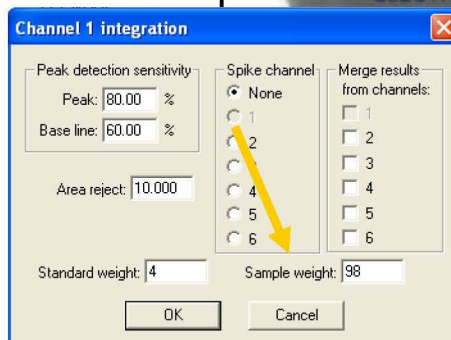 Channel 1 integration
Peak detection sensitivity
Peak: 80.00 %
Base line: 60.00 %
Area reject: 10.000
Spike channel
None
1
2
4
5
6
Merge results
from channels:
1
2
3
4
5
6
Standard weight: 4
Sample weight: 98
OK
Cancel